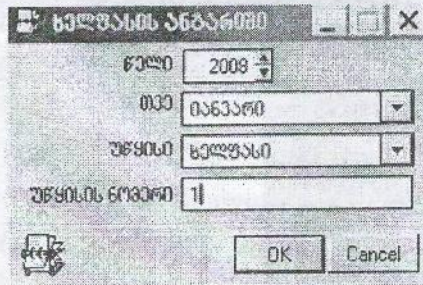 ხელფასის ანგარიში
წელი 2008
თვე იანვარი
უწყისი ხელფასი
უწყისის ნომერი 1
OK Cancel